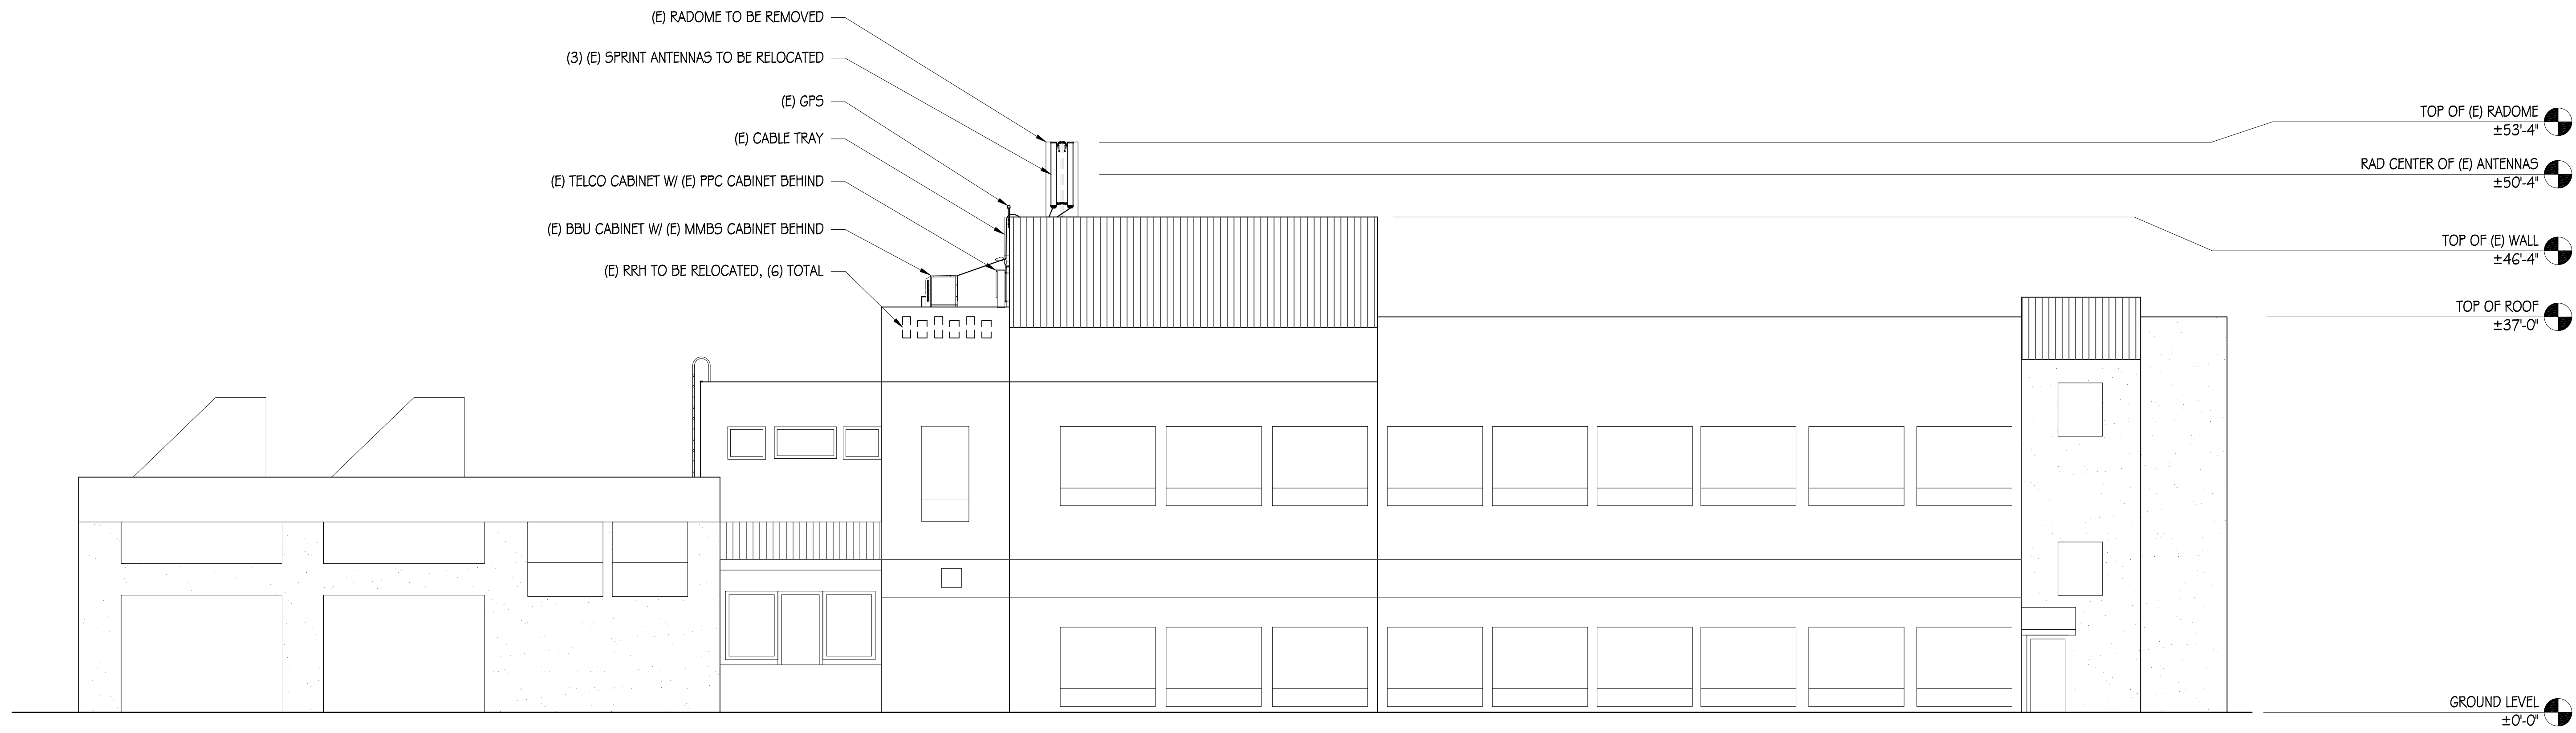 (E) RADOME TO BE REMOVED
(3) (E) SPRINT ANTENNAS TO BE RELOCATED
(E) GPS
(E) CABLE TRAY
(E) TELCO CABINET W/ (E) PPC CABINET BEHIND
(E) BBU CABINET W/ (E) MMBS CABINET BEHIND
(E) RRH TO BE RELOCATED, (6) TOTAL
TOP OF (E) RADOME
±53'-4"
RAD CENTER OF (E) ANTENNAS
±50'-4"
TOP OF (E) WALL
±46'-4"
TOP OF ROOF
±37'-0"
GROUND LEVEL
±0'-0"